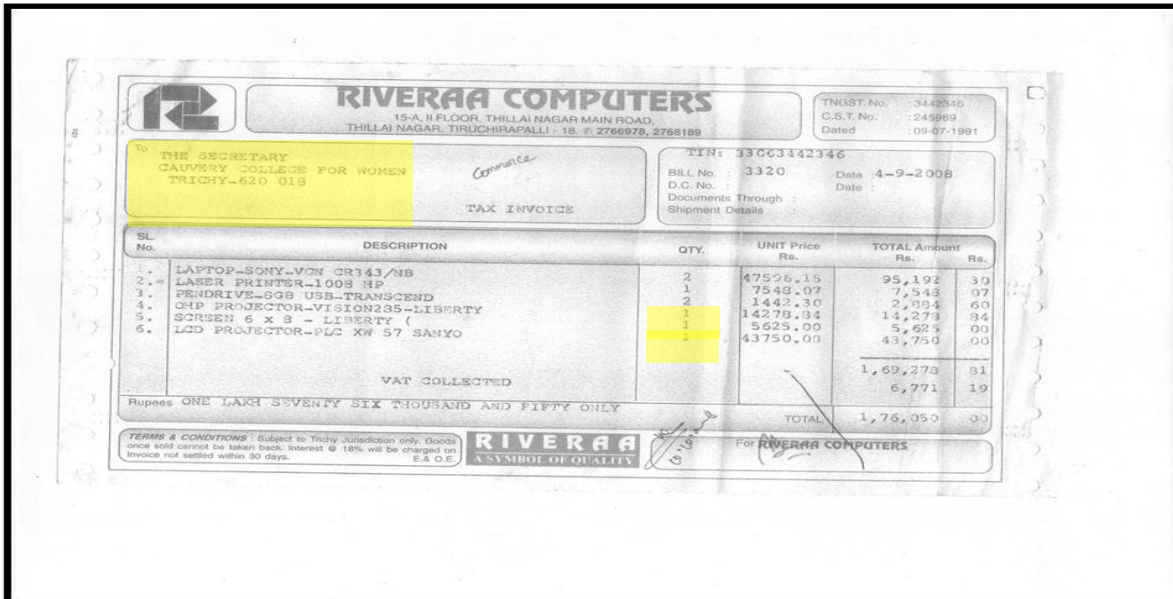 RIVERAA COMPUTERS
15-A, II FLOOR, THILLAI NAGAR MAIN ROAD,
THILLAI NAGAR, TIRUCHIRAPALLI - 18. ✆ 2766978, 2768189
TNGST. No. : 3442346
C.S.T. No. : 245969
Dated : 09-07-1991
To
THE SECRETARY
CAUVERY COLLEGE FOR WOMEN
TRICHY-620 018
Commerce
TAX INVOICE
TIN: 33063442346
BILL No. : 3320 Date : 4-9-2008
D.C. No. : Date :
Documents Through :
Shipment Details :
SL. No. DESCRIPTION QTY. UNIT Price Rs. TOTAL Amount Rs. Rs.
1. LAPTOP-SONY-VGN CR343/NB 2 47596.15 95,192 30
2. LASER PRINTER-1008 HP 1 7548.07 7,548 07
3. PENDRIVE-8GB USB-TRANSCEND 2 1442.30 2,884 60
4. OHP PROJECTOR-VISION285-LIBERTY 1 14278.84 14,278 84
5. SCREEN 6 X 8 - LIBERTY ( 1 5625.00 5,625 00
6. LCD PROJECTOR-PLC XW 57 SANYO 1 43750.00 43,750 00
1,69,278 81
VAT COLLECTED 6,771 19
Rupees ONE LAKH SEVENTY SIX THOUSAND AND FIFTY ONLY
TOTAL 1,76,050 00
TERMS & CONDITIONS : Subject to Trichy Jurisdiction only. Goods
once sold cannot be taken back. Interest @ 18% will be charged on
Invoice not settled within 30 days. E.& O.E.
RIVERAA
A SYMBOL OF QUALITY
For RIVERAA COMPUTERS